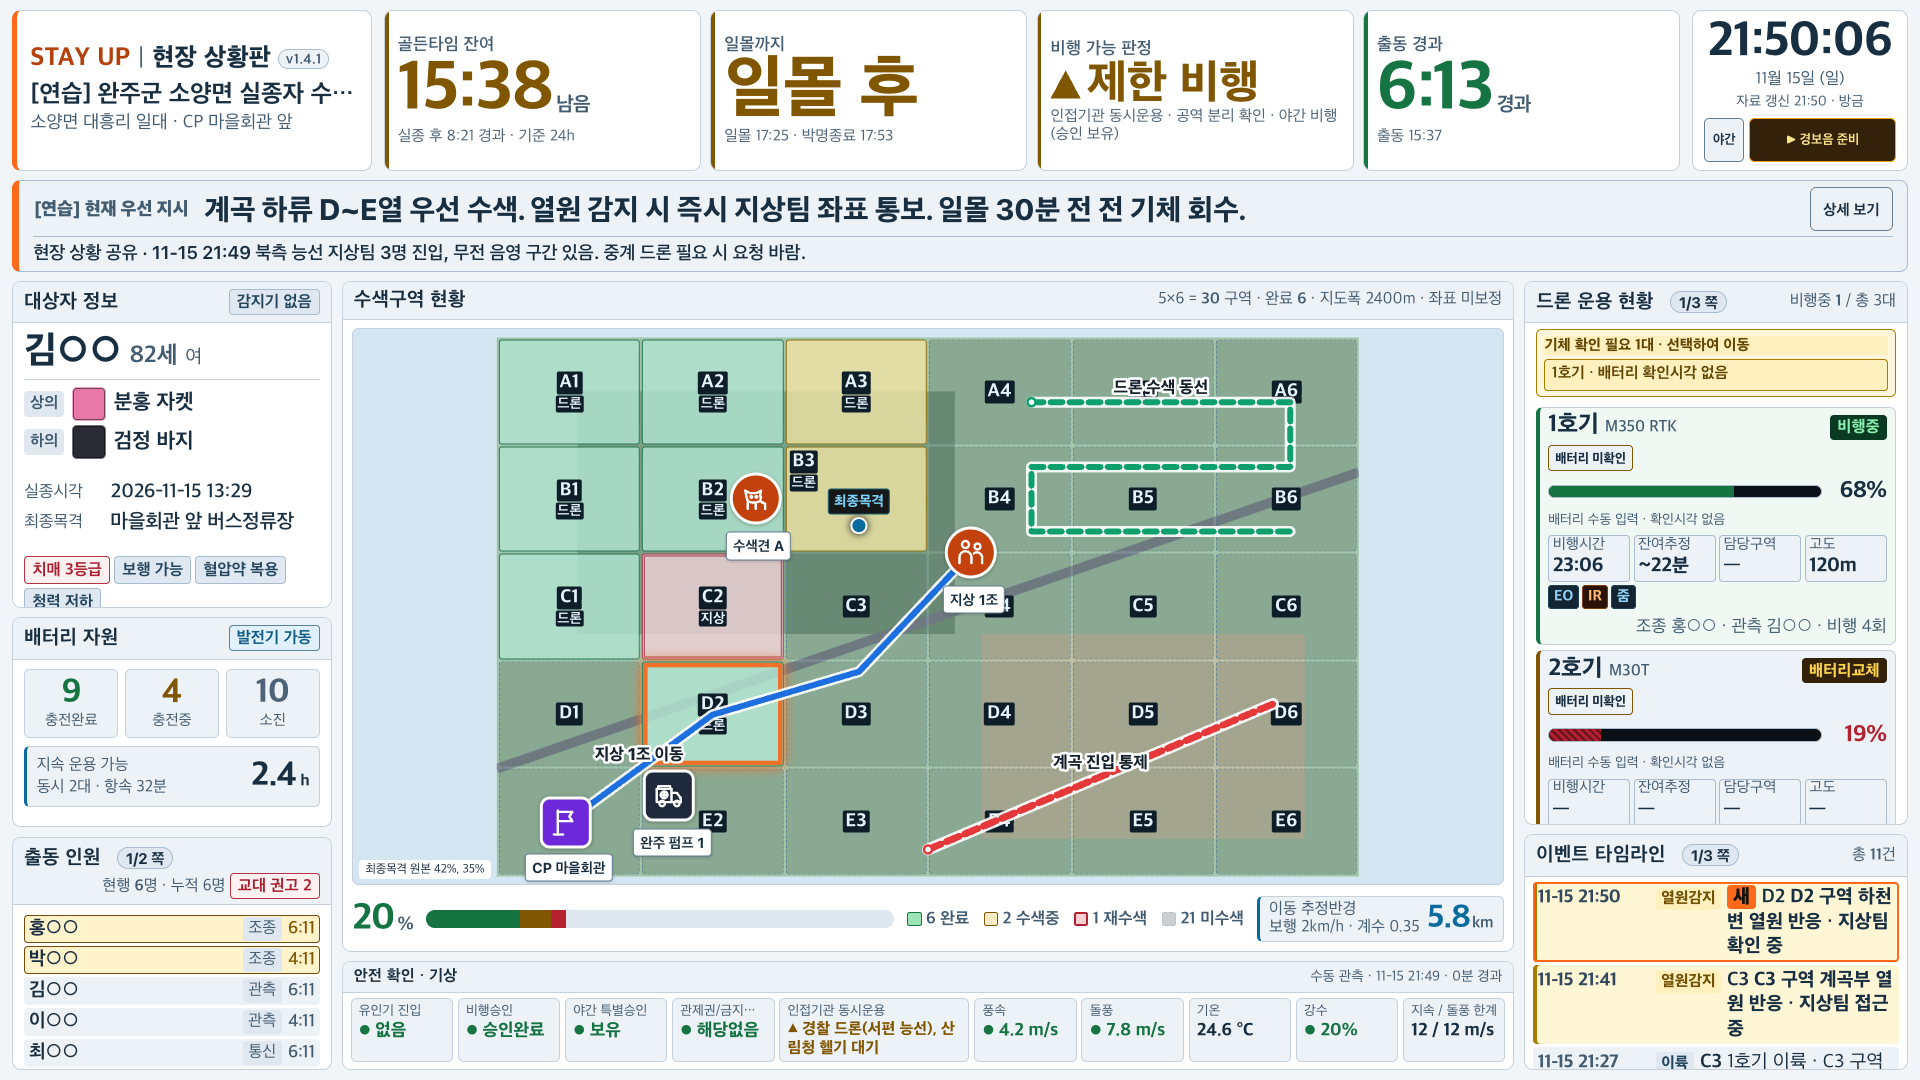 STAY UP | 현장 상황판 v1.4.1
[연습] 완주군 소양면 실종자 수…
소양면 대흥리 일대 · CP 마을회관 앞
골든타임 잔여
15:38 남음
실종 후 8:21 경과 · 기준 24h
일몰까지
일몰 후
일몰 17:25 · 박명종료 17:53
비행 가능 판정
▲제한 비행
인접기관 동시운용 · 공역 분리 확인 · 야간 비행
(승인 보유)
출동 경과
6:13 경과
출동 15:37
21:50:06
11월 15일 (일)
자료 갱신 21:50 · 방금
야간
▶ 경보음 준비
[연습] 현재 우선 지시 계곡 하류 D~E열 우선 수색. 열원 감지 시 즉시 지상팀 좌표 통보. 일몰 30분 전 전 기체 회수.
상세 보기
현장 상황 공유 · 11-15 21:49 북측 능선 지상팀 3명 진입, 무전 음영 구간 있음. 중계 드론 필요 시 요청 바람.
대상자 정보 감지기 없음
김○○ 82세 여
상의 분홍 자켓
하의 검정 바지
실종시각 2026-11-15 13:29
최종목격 마을회관 앞 버스정류장
치매 3등급 보행 가능 혈압약 복용
청력 저하
배터리 자원 발전기 가동
9 4 10
충전완료 충전중 소진
지속 운용 가능
동시 2대 · 항속 32분
2.4 h
출동 인원 1/2 쪽
현행 6명 · 누적 6명 교대 권고 2
홍○○ 조종 6:11
박○○ 조종 4:11
김○○ 관측 6:11
이○○ 관측 4:11
최○○ 통신 6:11
수색구역 현황
5×6 = 30 구역 · 완료 6 · 지도폭 2400m · 좌표 미보정
A1 드론
A2 드론
A3 드론
A4
드론수색 동선
A6
B1 드론
B2 드론
B3 드론
최종목격
B4
B5
B6
수색견 A
C1 드론
C2 지상
C3
지상 1조
C5
C6
D1
D2 드론
D3
D4
D5
D6
지상 1조 이동
계곡 진입 통제
E2
E3
E4
E5
E6
CP 마을회관
완주 펌프 1
최종목격 원본 42%, 35%
20 %
6 완료 2 수색중 1 재수색 21 미수색
이동 추정반경
보행 2km/h · 계수 0.35
5.8 km
안전 확인 · 기상
수동 관측 · 11-15 21:49 · 0분 경과
유인기 진입
● 없음
비행승인
● 승인완료
야간 특별승인
● 보유
관제권/금지…
● 해당없음
인접기관 동시운용
▲ 경찰 드론(서편 능선), 산
림청 헬기 대기
풍속
● 4.2 m/s
돌풍
● 7.8 m/s
기온
24.6 ℃
강수
● 20%
지속 / 돌풍 한계
12 / 12 m/s
드론 운용 현황 1/3 쪽 비행중 1 / 총 3대
기체 확인 필요 1대 · 선택하여 이동
1호기 · 배터리 확인시각 없음
1호기 M350 RTK 비행중
배터리 미확인
68%
배터리 수동 입력 · 확인시각 없음
비행시간 잔여추정 담당구역 고도
23:06 ~22분 — 120m
EO IR 줌
조종 홍○○ · 관측 김○○ · 비행 4회
2호기 M30T 배터리교체
배터리 미확인
19%
배터리 수동 입력 · 확인시각 없음
비행시간 잔여추정 담당구역 고도
— — — —
이벤트 타임라인 1/3 쪽 총 11건
11-15 21:50 열원감지 새 D2 D2 구역 하천
변 열원 반응 · 지상팀
확인 중
11-15 21:41 열원감지 C3 C3 구역 계곡부 열
원 반응 · 지상팀 접근
중
11-15 21:27 이륙 C3 1호기 이륙 · C3 구역